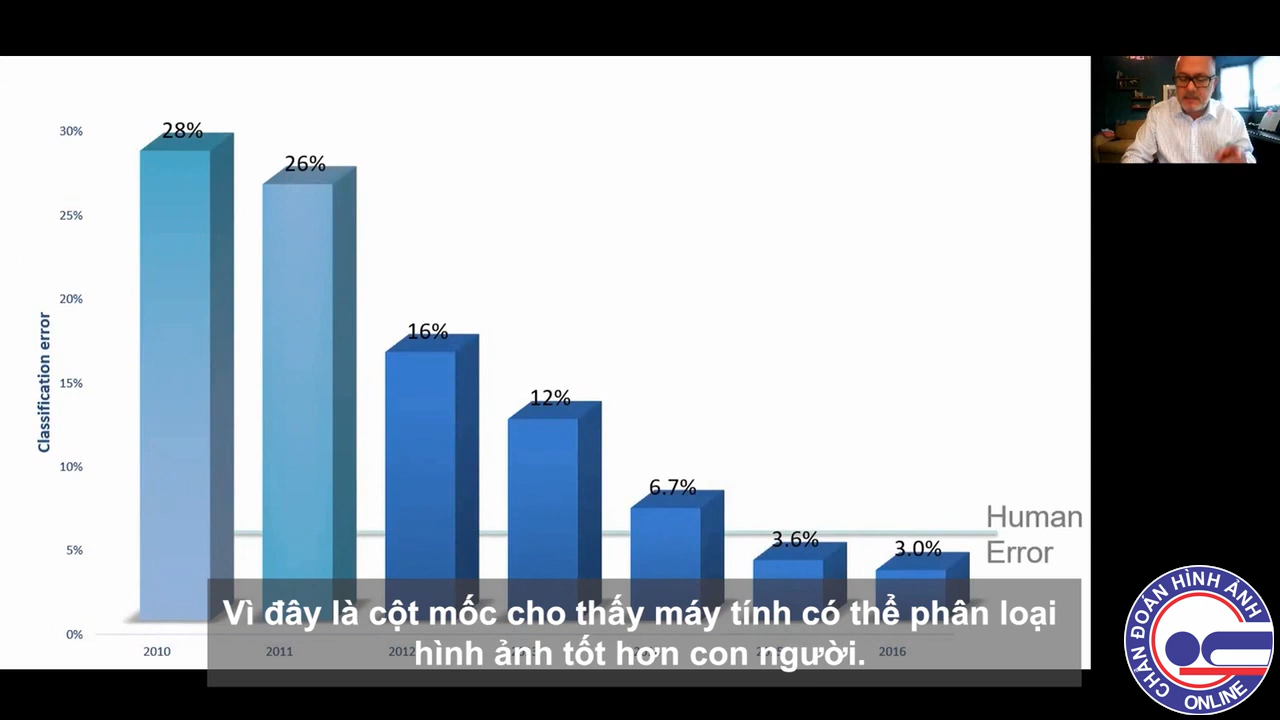 30%
25%
20%
15%
10%
5%
0%
Classification error
28%
26%
16%
12%
6.7%
3.6%
3.0%
Human
Error
2010
2011
2012
2016
Vì đây là cột mốc cho thấy máy tính có thể phân loại
hình ảnh tốt hơn con người.
CHẨN ĐOÁN HÌNH ẢNH
ONLINE